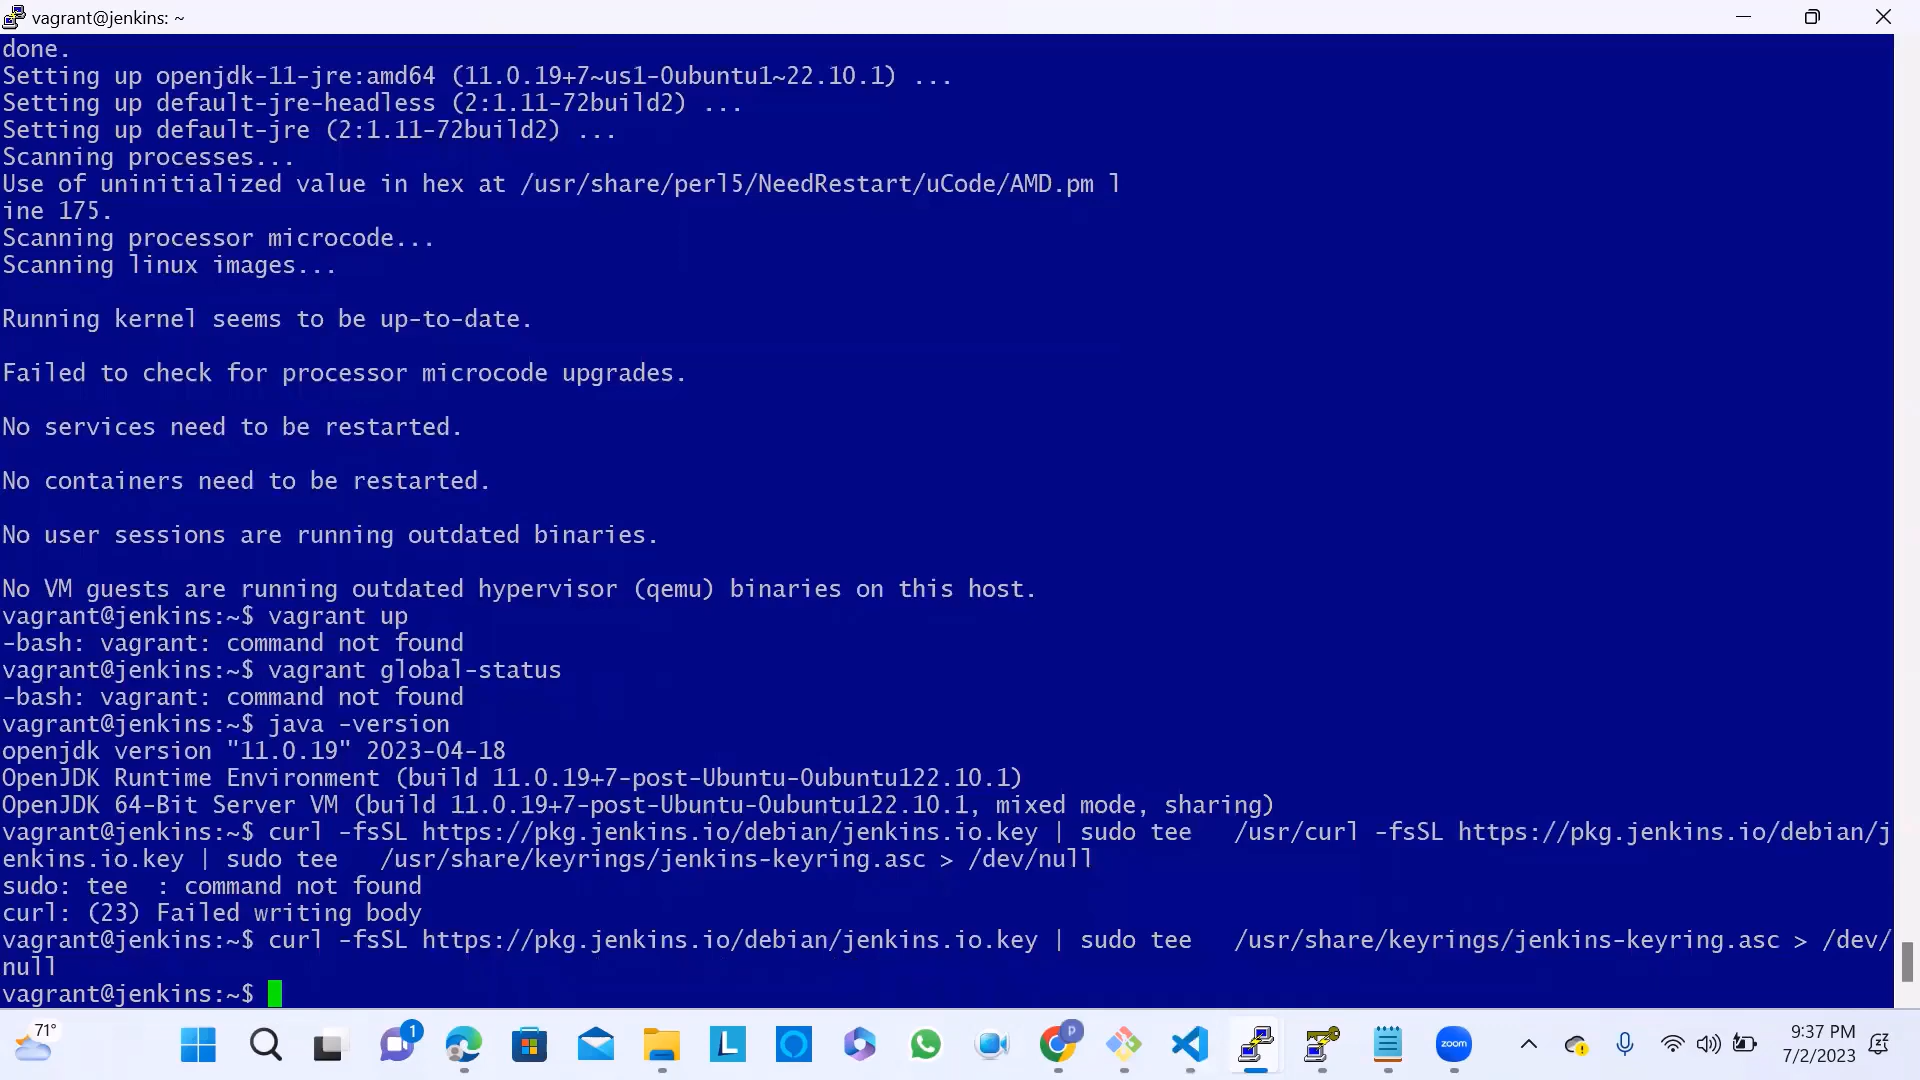 vagrant@jenkins: ~
done.
Setting up openjdk-11-jre:amd64 (11.0.19+7~us1-0ubuntu1~22.10.1) ...
Setting up default-jre-headless (2:1.11-72build2) ...
Setting up default-jre (2:1.11-72build2) ...
Scanning processes...
Use of uninitialized value in hex at /usr/share/perl5/NeedRestart/uCode/AMD.pm l
ine 175.
Scanning processor microcode...
Scanning linux images...
Running kernel seems to be up-to-date.
Failed to check for processor microcode upgrades.
No services need to be restarted.
No containers need to be restarted.
No user sessions are running outdated binaries.
No VM guests are running outdated hypervisor (qemu) binaries on this host.
vagrant@jenkins:~$ vagrant up
-bash: vagrant: command not found
vagrant@jenkins:~$ vagrant global-status
-bash: vagrant: command not found
vagrant@jenkins:~$ java -version
openjdk version "11.0.19" 2023-04-18
OpenJDK Runtime Environment (build 11.0.19+7-post-Ubuntu-0ubuntu122.10.1)
OpenJDK 64-Bit Server VM (build 11.0.19+7-post-Ubuntu-0ubuntu122.10.1, mixed mode, sharing)
vagrant@jenkins:~$ curl -fsSL https://pkg.jenkins.io/debian/jenkins.io.key | sudo tee   /usr/curl -fsSL https://pkg.jenkins.io/debian/j
enkins.io.key | sudo tee   /usr/share/keyrings/jenkins-keyring.asc > /dev/null
sudo: tee  : command not found
curl: (23) Failed writing body
vagrant@jenkins:~$ curl -fsSL https://pkg.jenkins.io/debian/jenkins.io.key | sudo tee   /usr/share/keyrings/jenkins-keyring.asc > /dev/
null
vagrant@jenkins:~$
71°
1
L
P
zoom
9:37 PM
7/2/2023